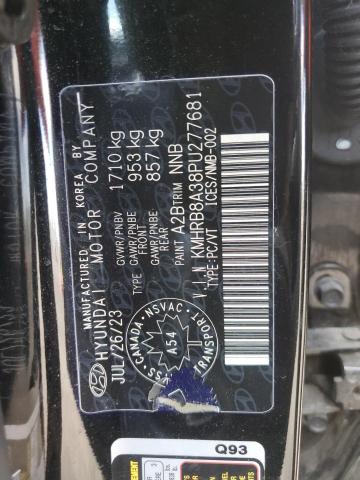 MANUFACTURED IN KOREA BY
HYUNDAI MOTOR COMPANY
JUL/26/23
GVWR/PNBV 1710 kg
GAWR/PNBE FRONT 953 kg
GAWR/PNBE REAR 857 kg
PAINT A2B TRIM NNB
V.I.N KMHRB8A38PU277681
TYPE:PC/VT ICES/NMB-002
CANADA NSVAC
A54
TRANSPORT
Q93